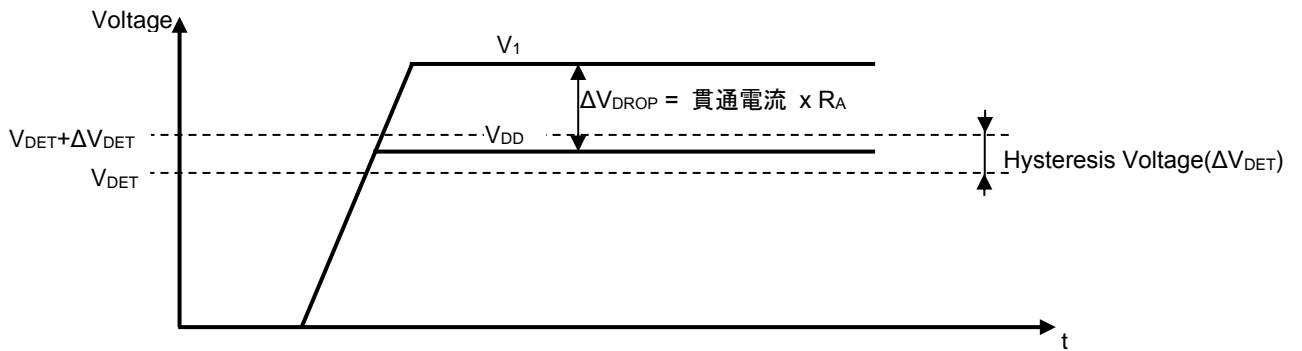 Voltage
V1
ΔVDROP = 貫通電流 x RA
VDET+ΔVDET
VDD
Hysteresis Voltage(ΔVDET)
VDET
t